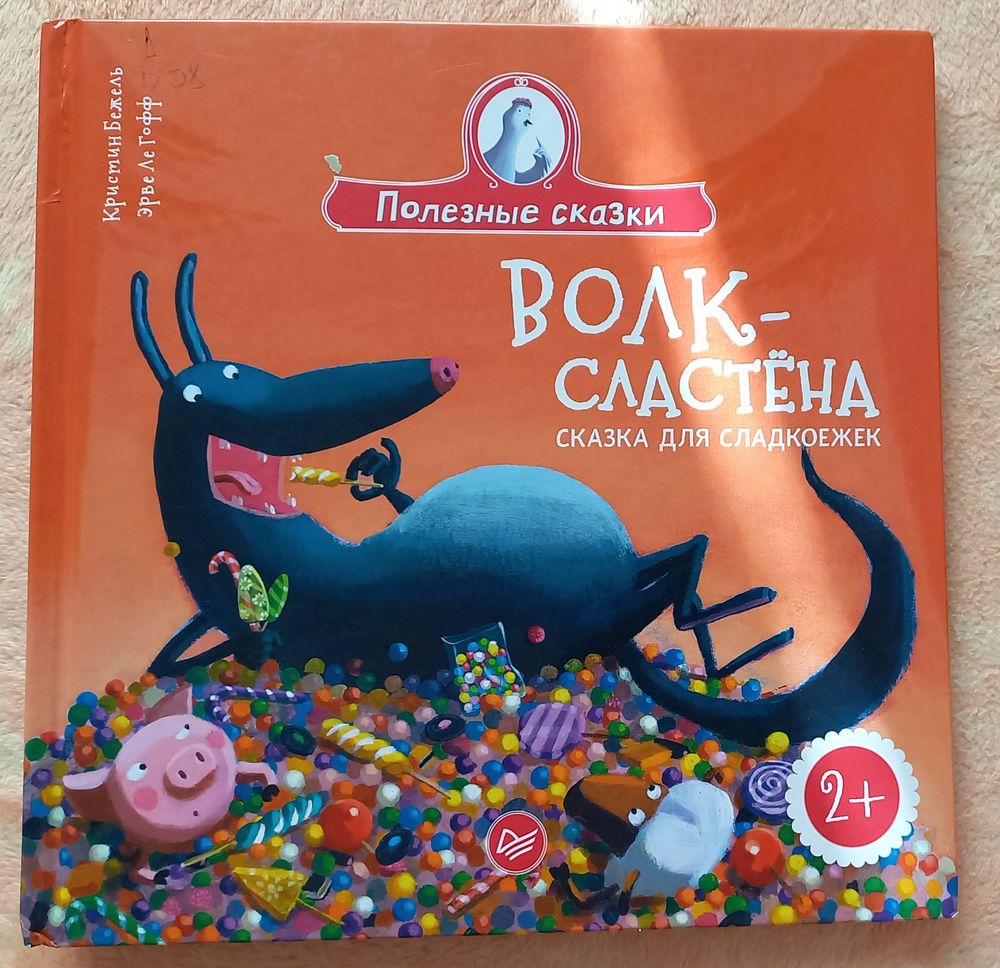 Кристин Бежель
Эрве Ле Гофф
Полезные сказки
ВОЛК-
СЛАСТЁНА
СКАЗКА ДЛЯ СЛАДКОЕЖЕК
2+